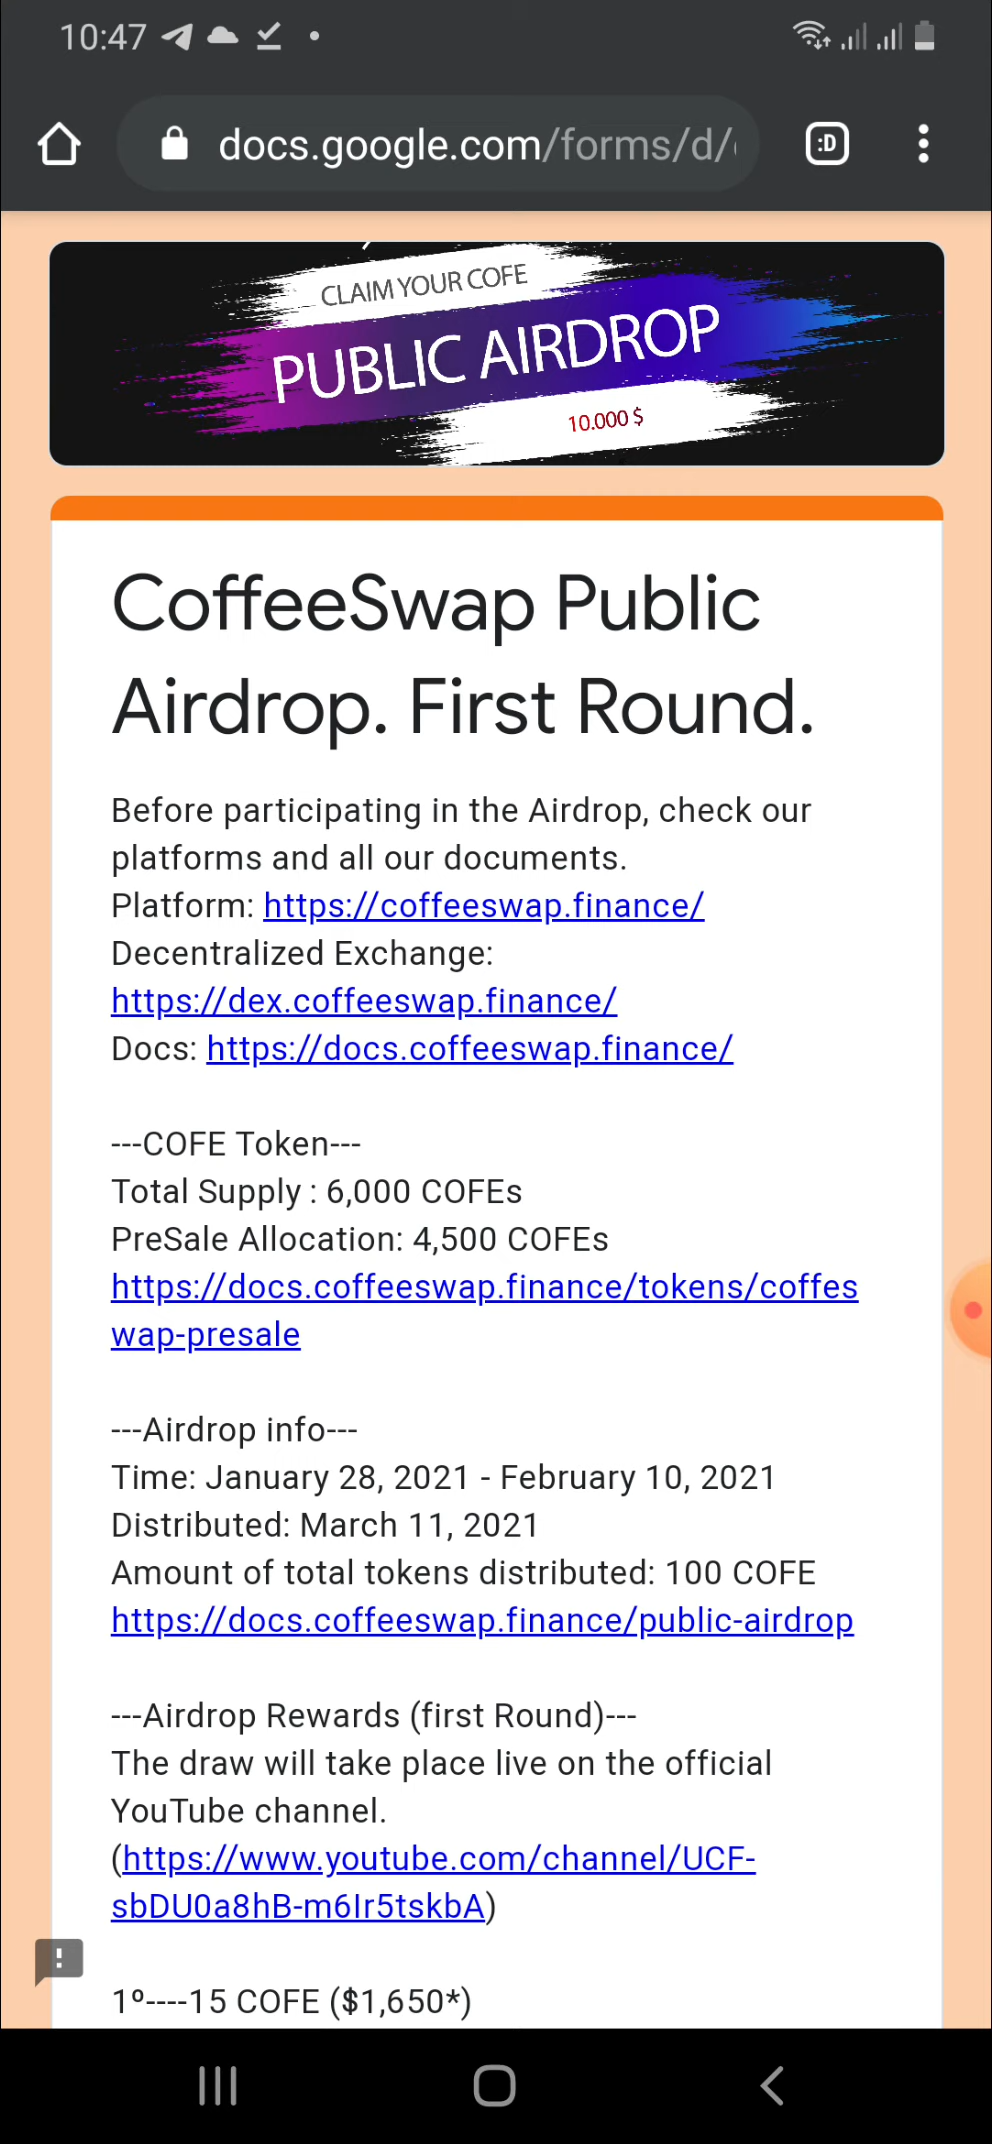 10:47
docs.google.com/forms/d/
:D
CLAIM YOUR COFE
PUBLIC AIRDROP
10.000 $
CoffeeSwap Public
Airdrop. First Round.
Before participating in the Airdrop, check our
platforms and all our documents.
Platform: https://coffeeswap.finance/
Decentralized Exchange:
https://dex.coffeeswap.finance/
Docs: https://docs.coffeeswap.finance/
---COFE Token---
Total Supply : 6,000 COFEs
PreSale Allocation: 4,500 COFEs
https://docs.coffeeswap.finance/tokens/coffes
wap-presale
---Airdrop info---
Time: January 28, 2021 - February 10, 2021
Distributed: March 11, 2021
Amount of total tokens distributed: 100 COFE
https://docs.coffeeswap.finance/public-airdrop
---Airdrop Rewards (first Round)---
The draw will take place live on the official
YouTube channel.
(https://www.youtube.com/channel/UCF-
sbDU0a8hB-m6Ir5tskbA)
1º----15 COFE ($1,650*)